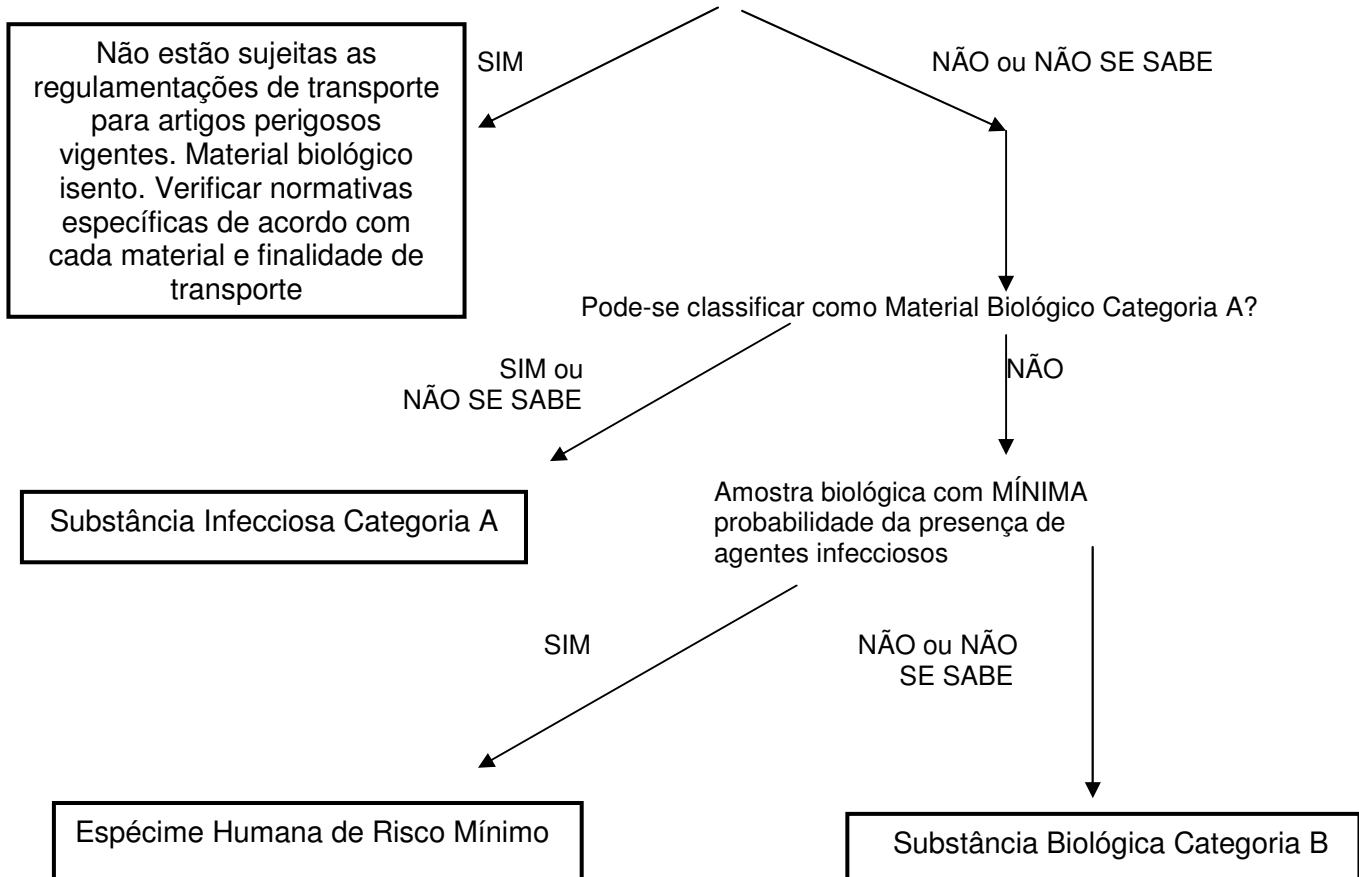 Não estão sujeitas as
regulamentações de transporte
para artigos perigosos
vigentes. Material biológico
isento. Verificar normativas
específicas de acordo com
cada material e finalidade de
transporte
SIM
NÃO ou NÃO SE SABE
Pode-se classificar como Material Biológico Categoria A?
SIM ou
NÃO SE SABE
NÃO
Substância Infecciosa Categoria A
Amostra biológica com MÍNIMA
probabilidade da presença de
agentes infecciosos
SIM
NÃO ou NÃO
SE SABE
Espécime Humana de Risco Mínimo
Substância Biológica Categoria B